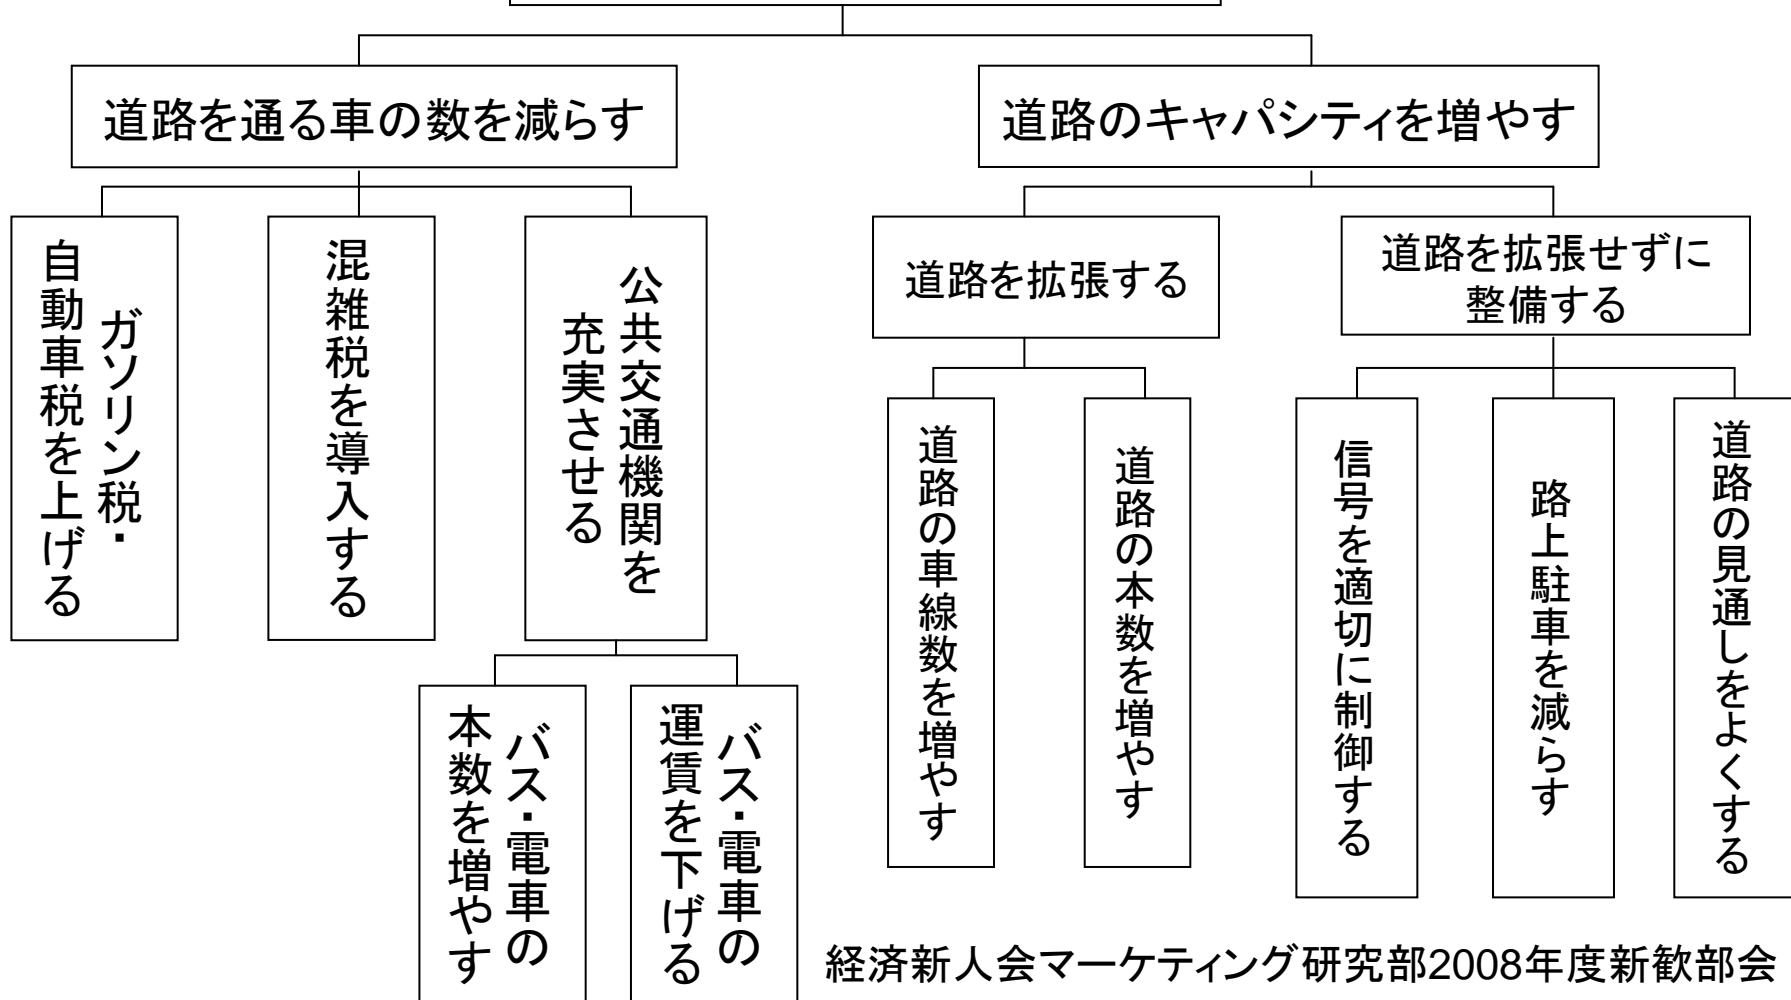 道路を通る車の数を減らす
道路のキャパシティを増やす
ガソリン税・
自動車税を上げる
混雑税を導入する
公共交通機関を
充実させる
道路を拡張する
道路を拡張せずに
整備する
バス・電車の
本数を増やす
バス・電車の
運賃を下げる
道路の車線数を増やす
道路の本数を増やす
信号を適切に制御する
路上駐車を減らす
道路の見通しをよくする
経済新人会マーケティング研究部2008年度新歓部会